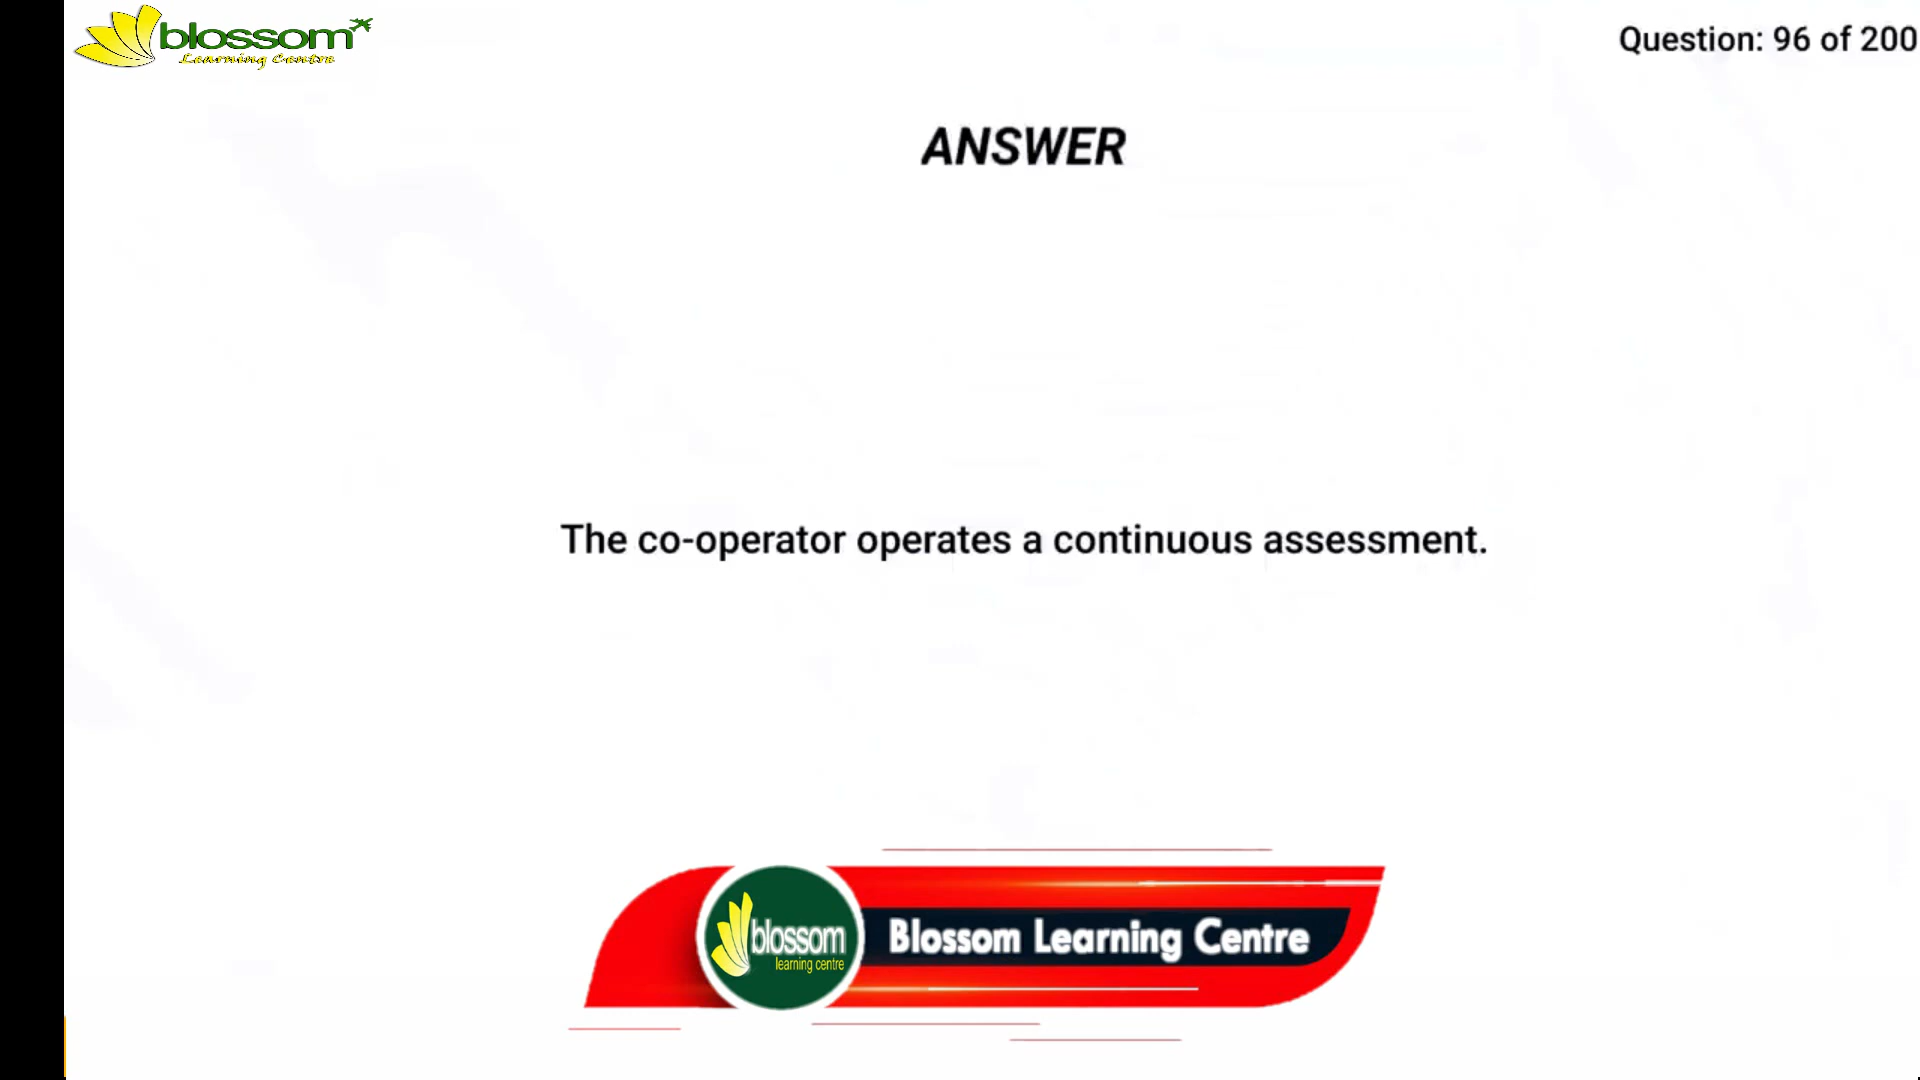 blossom
Learning Centre
Question: 96 of 200
ANSWER
The co-operator operates a continuous assessment.
blossom
learning centre
Blossom Learning Centre